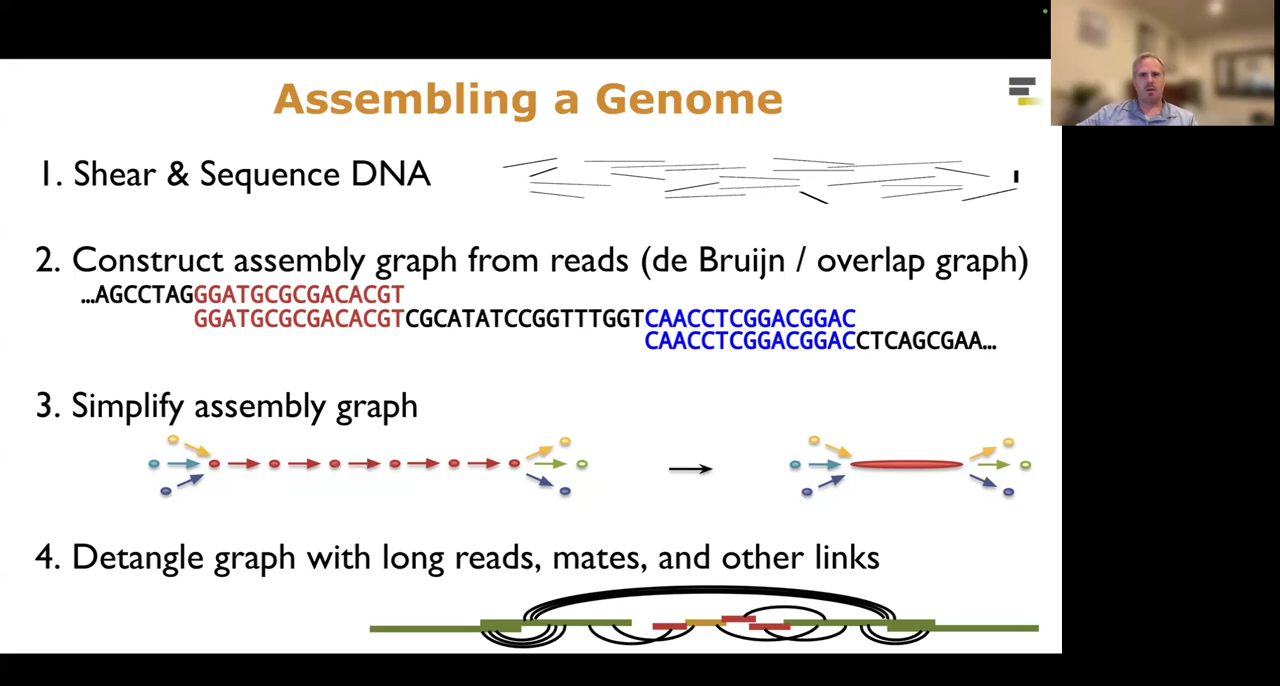 Assembling a Genome
1. Shear & Sequence DNA
2. Construct assembly graph from reads (de Bruijn / overlap graph)
…AGCCTAGGGATGCGCGACACGT
GGATGCGCGACACGTCGCATATCCGGTTTGGTCAACCTCGGACGGAC
CAACCTCGGACGGACCTCAGCGAA…
3. Simplify assembly graph
4. Detangle graph with long reads, mates, and other links